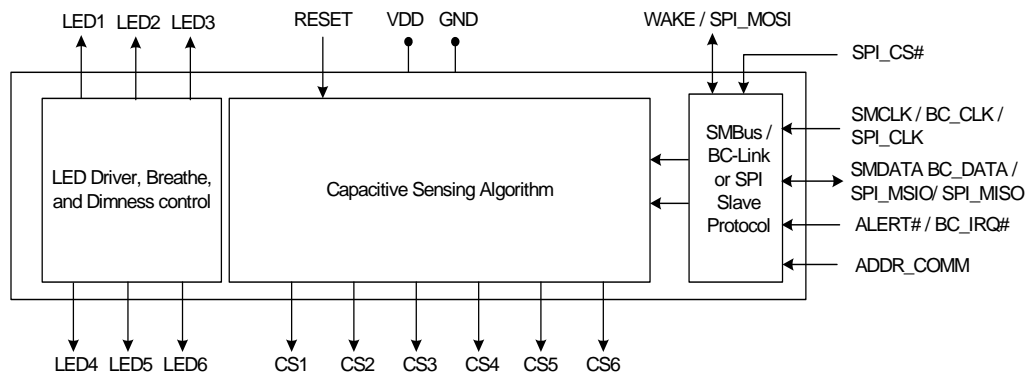 LED1 LED2 LED3 RESET VDD GND WAKE / SPI_MOSI
SPI_CS#
LED Driver, Breathe,
and Dimness control
Capacitive Sensing Algorithm
SMBus /
BC-Link
or SPI
Slave
Protocol
SMCLK / BC_CLK /
SPI_CLK
SMDATA BC_DATA /
SPI_MSIO/ SPI_MISO
ALERT# / BC_IRQ#
ADDR_COMM
LED4 LED5 LED6 CS1 CS2 CS3 CS4 CS5 CS6